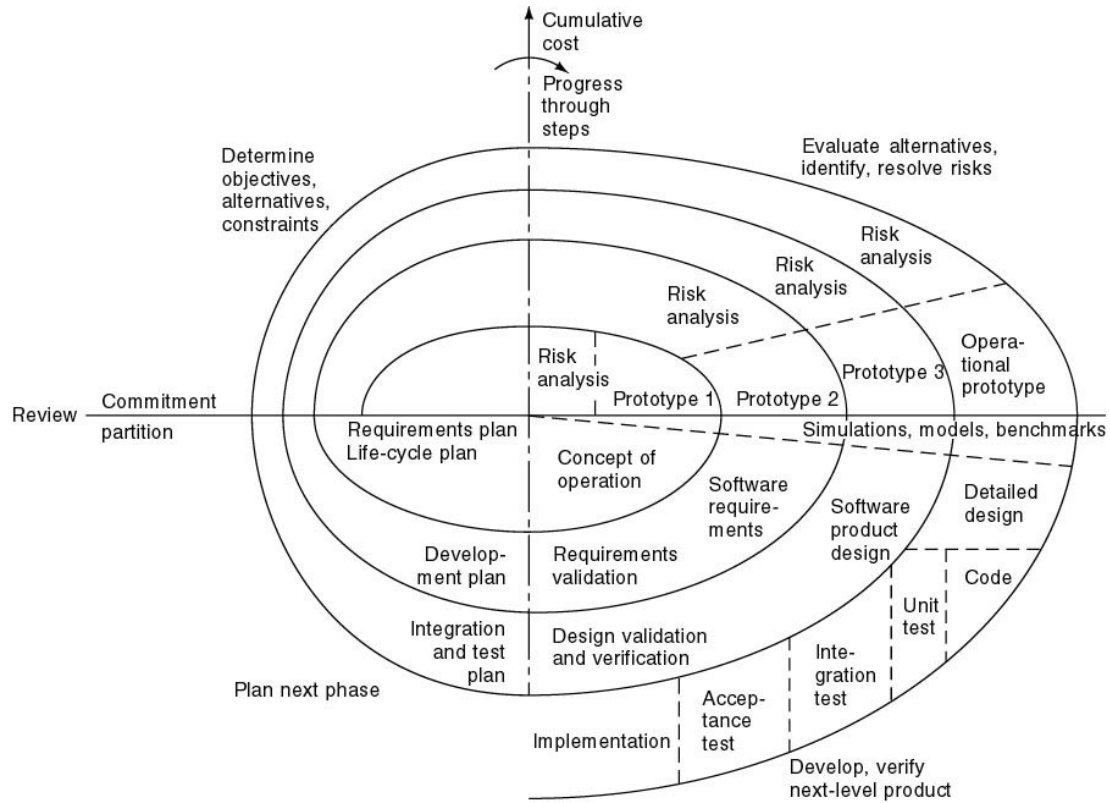 Cumulative
cost
Progress
through
steps
Determine
objectives,
alternatives,
constraints
Evaluate alternatives,
identify, resolve risks
Risk
analysis
Risk
analysis
Risk
analysis
Risk
analysis
Opera-
tional
prototype
Prototype 3
Prototype 2
Prototype 1
Review
Commitment
partition
Requirements plan
Life-cycle plan
Concept of
operation
Simulations, models, benchmarks
Software
require-
ments
Software
product
design
Detailed
design
Develop-
ment plan
Requirements
validation
Code
Unit
test
Integration
and test
plan
Design validation
and verification
Inte-
gration
test
Plan next phase
Accep-
tance
test
Implementation
Develop, verify
next-level product